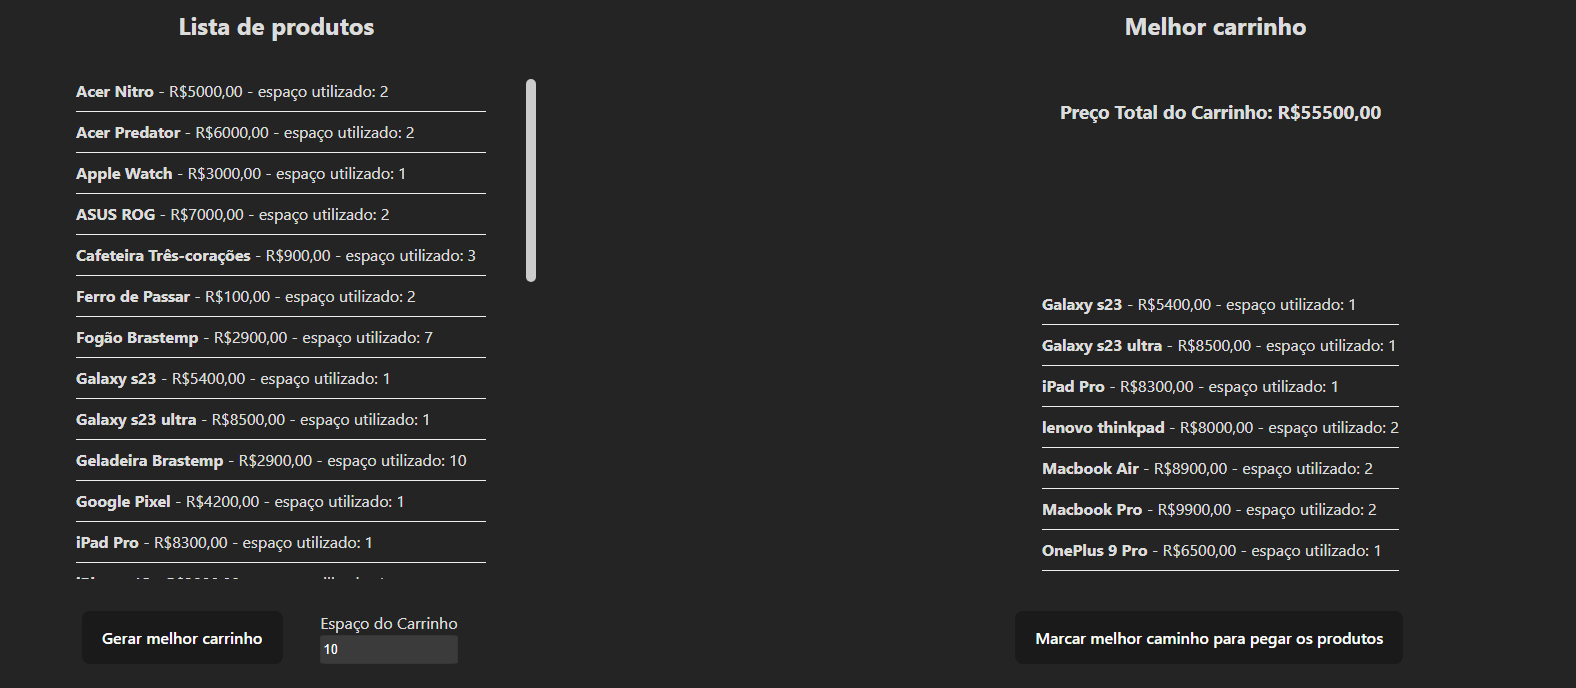 Lista de produtos
Acer Nitro - R$5000,00 - espaço utilizado: 2
Acer Predator - R$6000,00 - espaço utilizado: 2
Apple Watch - R$3000,00 - espaço utilizado: 1
ASUS ROG - R$7000,00 - espaço utilizado: 2
Cafeteira Três-corações - R$900,00 - espaço utilizado: 3
Ferro de Passar - R$100,00 - espaço utilizado: 2
Fogão Brastemp - R$2900,00 - espaço utilizado: 7
Galaxy s23 - R$5400,00 - espaço utilizado: 1
Galaxy s23 ultra - R$8500,00 - espaço utilizado: 1
Geladeira Brastemp - R$2900,00 - espaço utilizado: 10
Google Pixel - R$4200,00 - espaço utilizado: 1
iPad Pro - R$8300,00 - espaço utilizado: 1
Gerar melhor carrinho
Espaço do Carrinho
10
Melhor carrinho
Preço Total do Carrinho: R$55500,00
Galaxy s23 - R$5400,00 - espaço utilizado: 1
Galaxy s23 ultra - R$8500,00 - espaço utilizado: 1
iPad Pro - R$8300,00 - espaço utilizado: 1
lenovo thinkpad - R$8000,00 - espaço utilizado: 2
Macbook Air - R$8900,00 - espaço utilizado: 2
Macbook Pro - R$9900,00 - espaço utilizado: 2
OnePlus 9 Pro - R$6500,00 - espaço utilizado: 1
Marcar melhor caminho para pegar os produtos